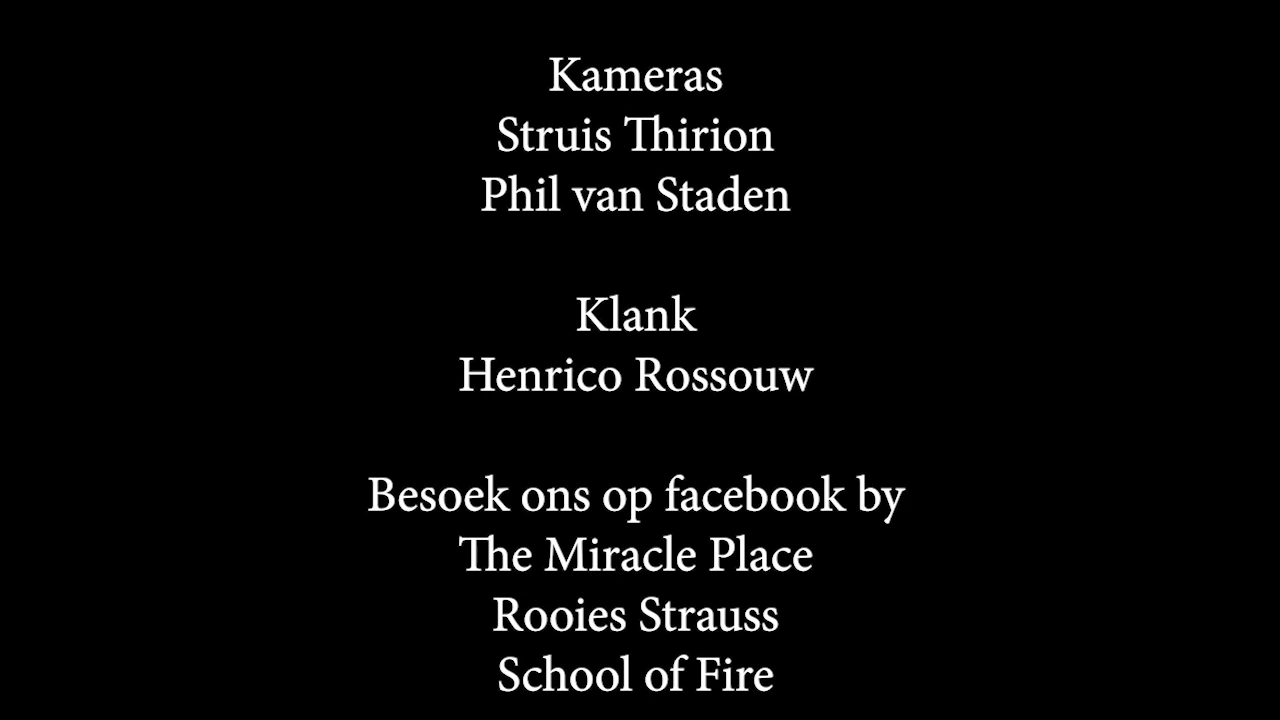 Kameras
Struis Thirion
Phil van Staden
Klank
Henrico Rossouw
Besoek ons op facebook by
The Miracle Place
Rooies Strauss
School of Fire